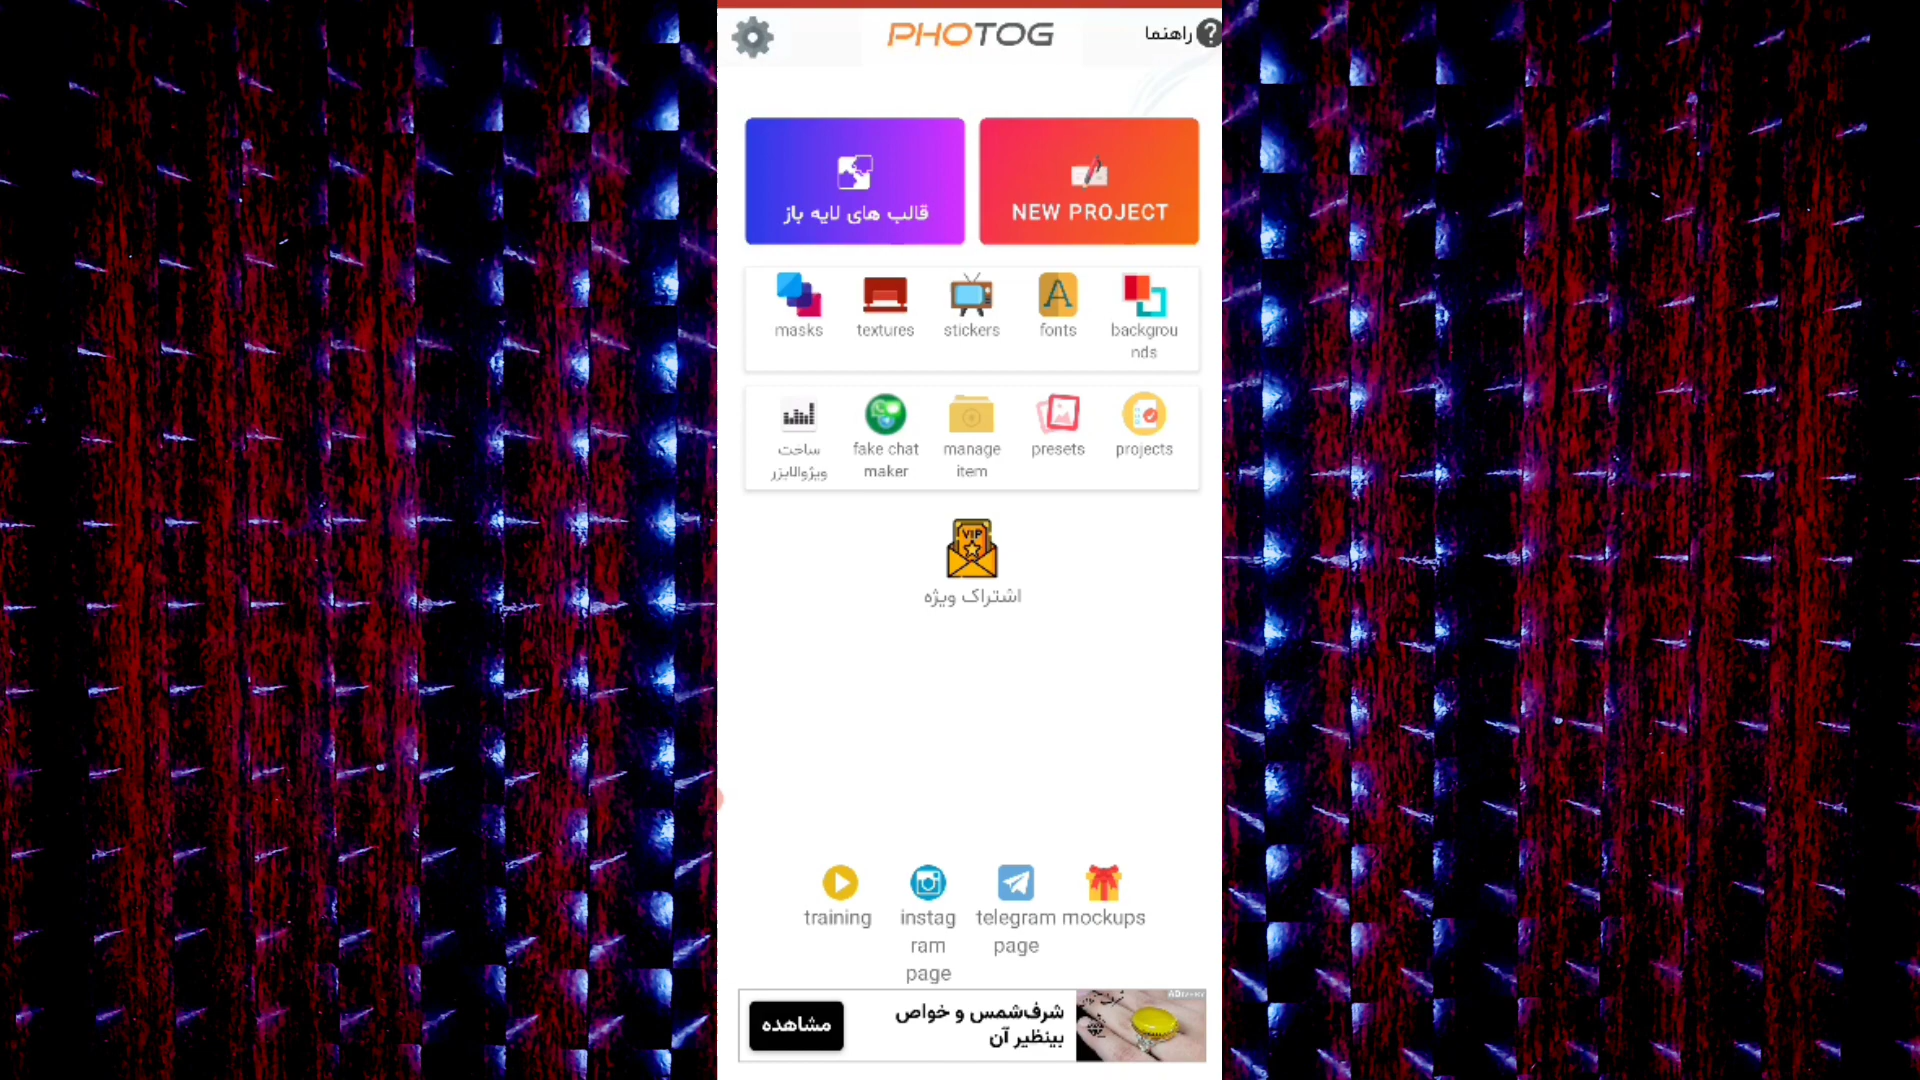 PHOTOG
راهنما
قالب های لایه باز
NEW PROJECT
masks
textures
stickers
fonts
backgrou
nds
ساخت
ویژوالایزر
fake chat
maker
manage
item
presets
projects
VIP
اشتراک ویژه
training
instag
ram
page
telegram
page
mockups
مشاهده
شرف‌شمس و خواص
بینظیر آن